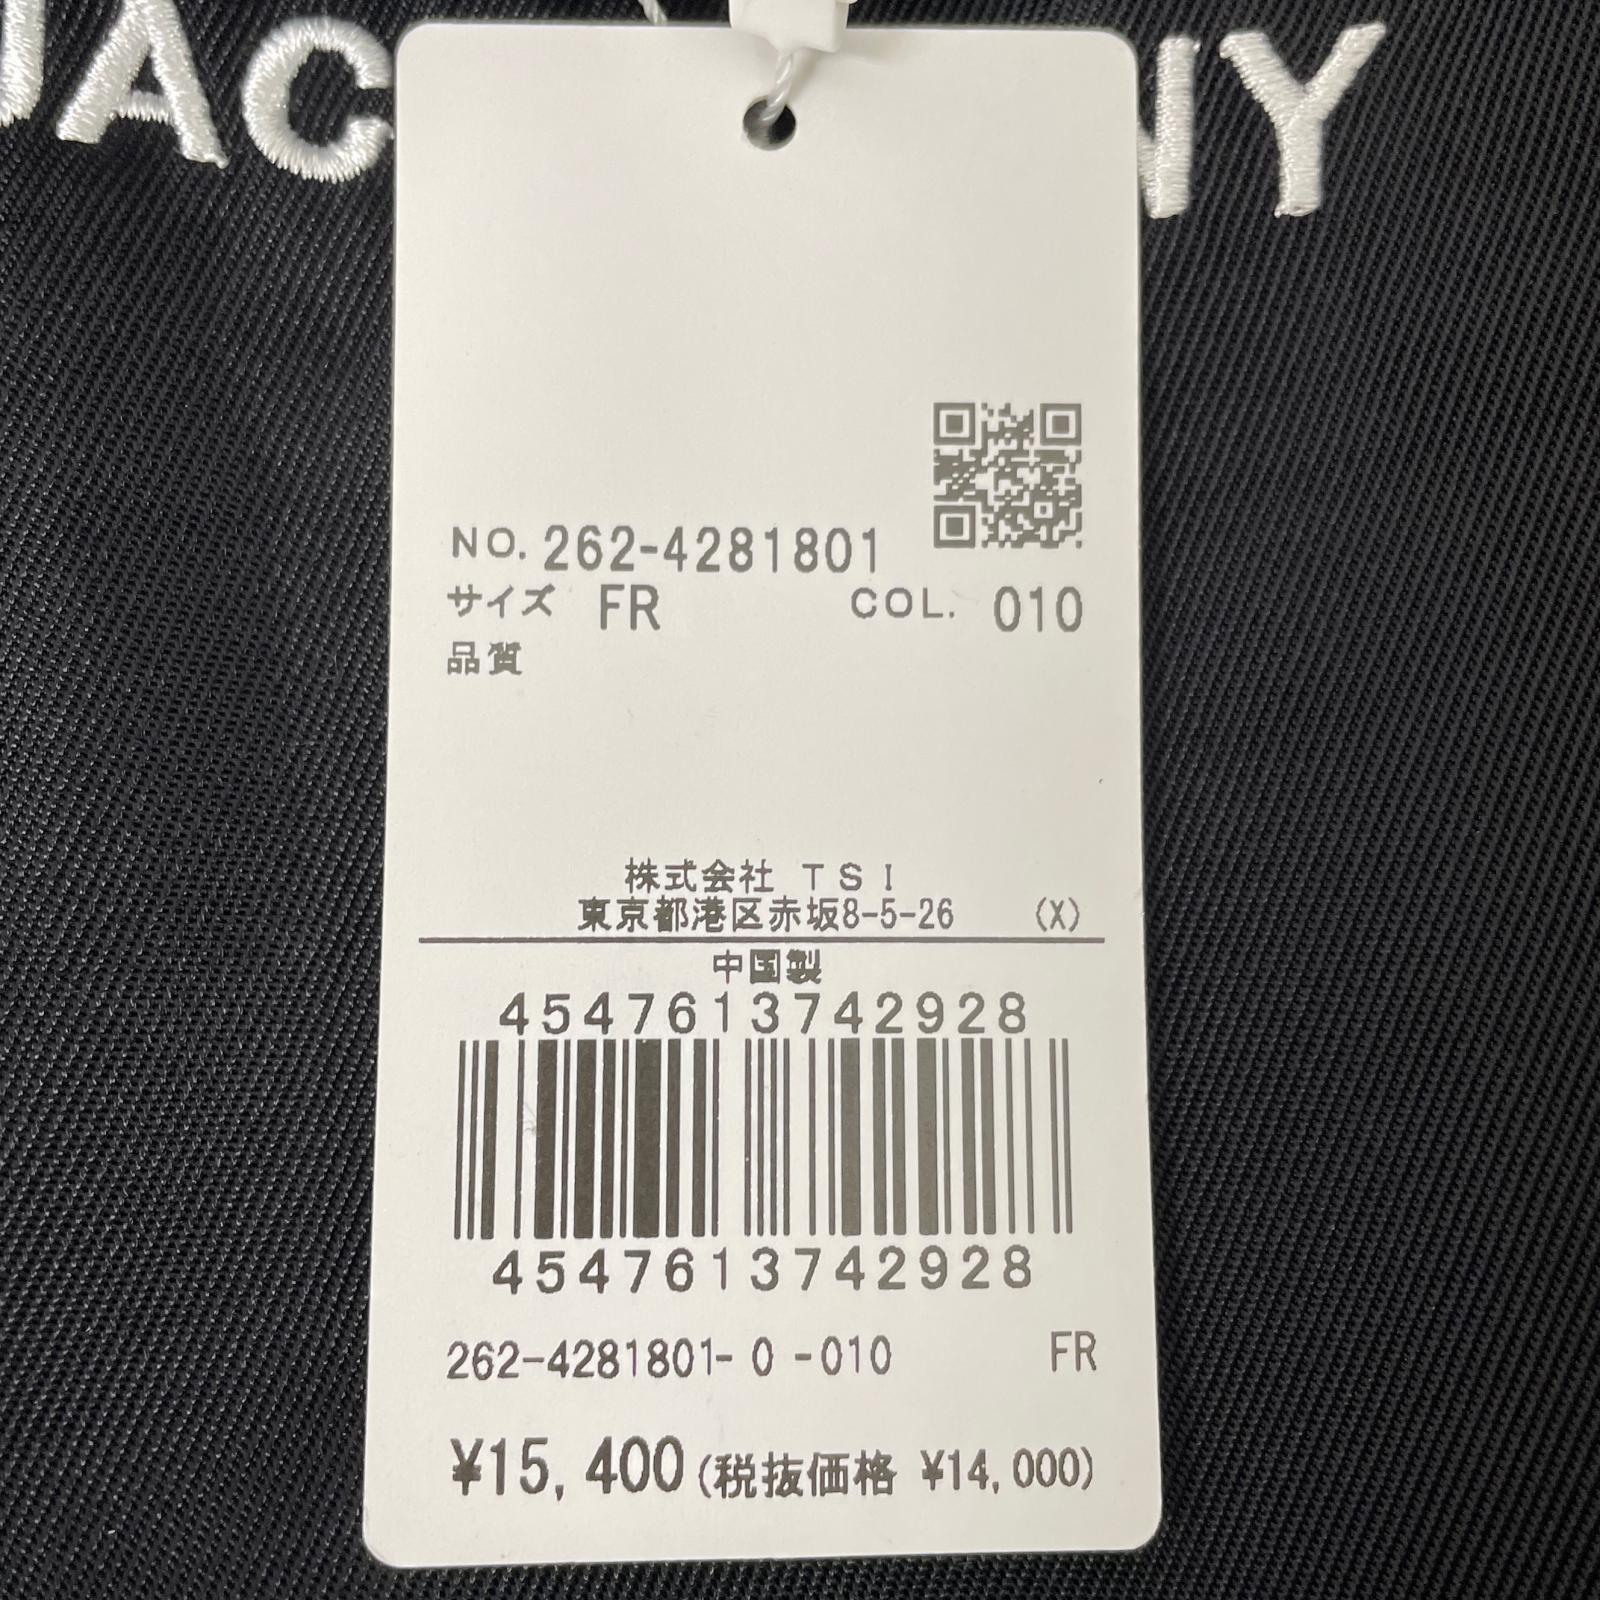 NO. 262-4281801
サイズ FR COL. 010
品質
株式会社 TSI
東京都港区赤坂8-5-26 (X)
中国製
4547613742928
4547613742928
262-4281801- 0 -010 FR
¥15,400(税抜価格 ¥14,000)